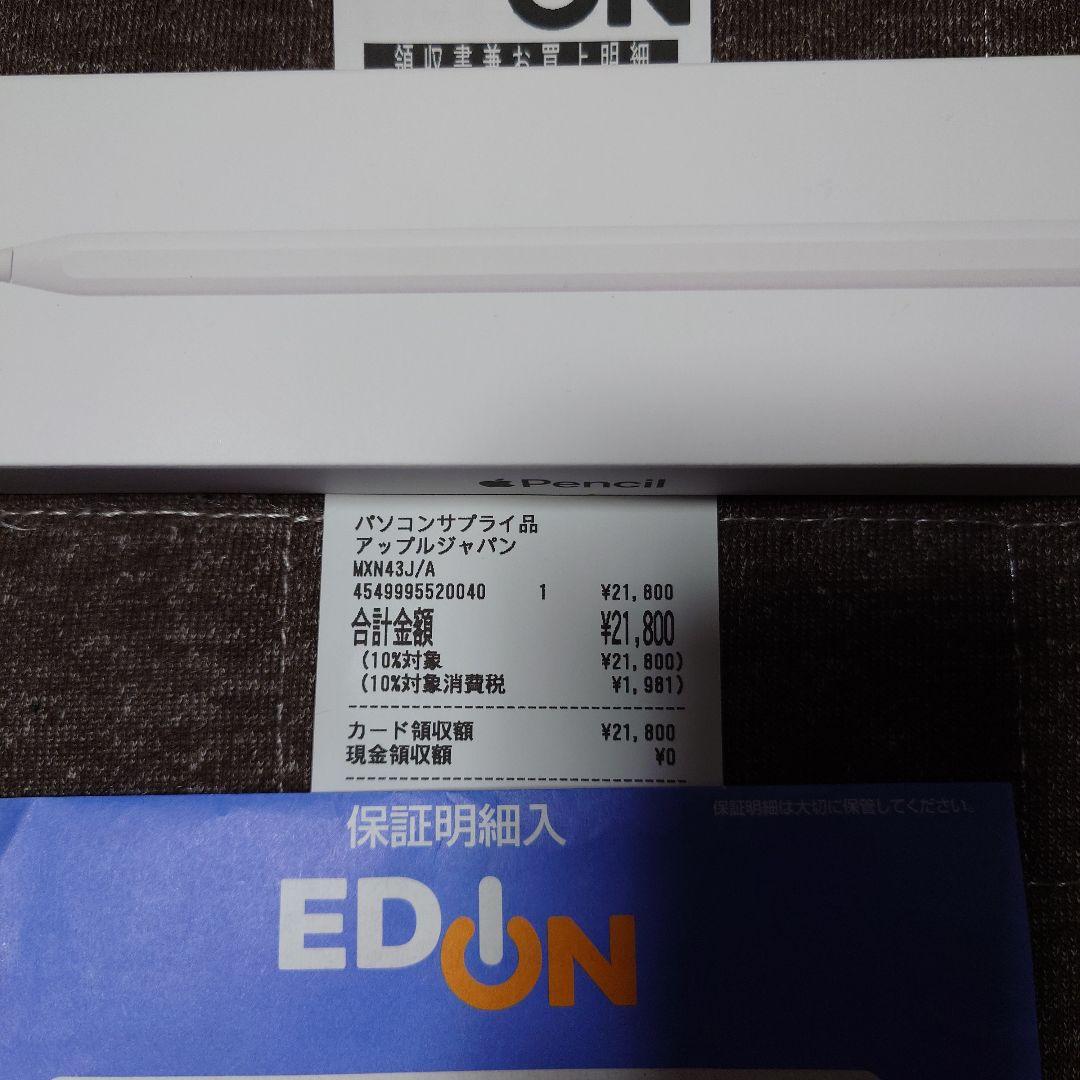 ON
領収書兼お買上明細
Pencil
パソコンサプライ品
アップルジャパン
MXN43J/A
4549995520040 1 ¥21,800
合計金額 ¥21,800
(10%対象 ¥21,800)
(10%対象消費税 ¥1,981)
カード領収額 ¥21,800
現金領収額 ¥0
保証明細入 保証明細は大切に保管してください。
EDION